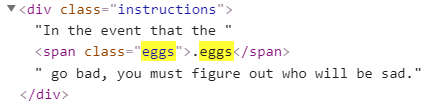 ▼<div class="instructions">
"In the event that the "
<span class="eggs">.eggs</span>
" go bad, you must figure out who will be sad."
</div>